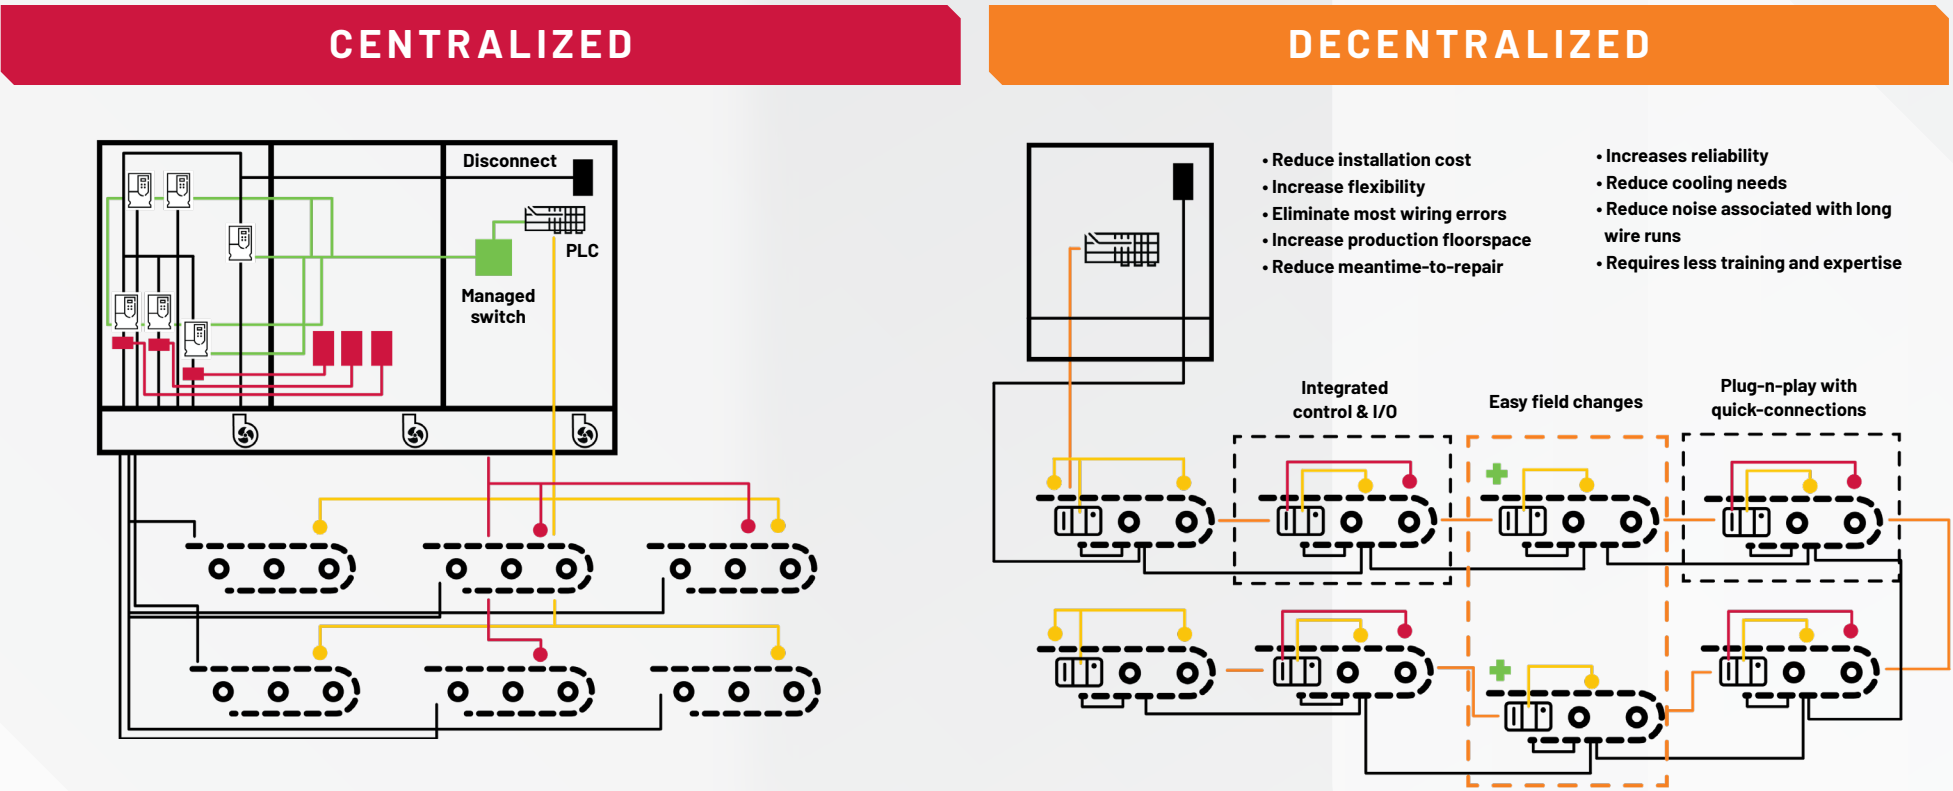 CENTRALIZED
Disconnect
PLC
Managed
switch
DECENTRALIZED
• Reduce installation cost
• Increase flexibility
• Eliminate most wiring errors
• Increase production floorspace
• Reduce meantime-to-repair
• Increases reliability
• Reduce cooling needs
• Reduce noise associated with long
wire runs
• Requires less training and expertise
Integrated
control & I/O
Easy field changes
Plug-n-play with
quick-connections